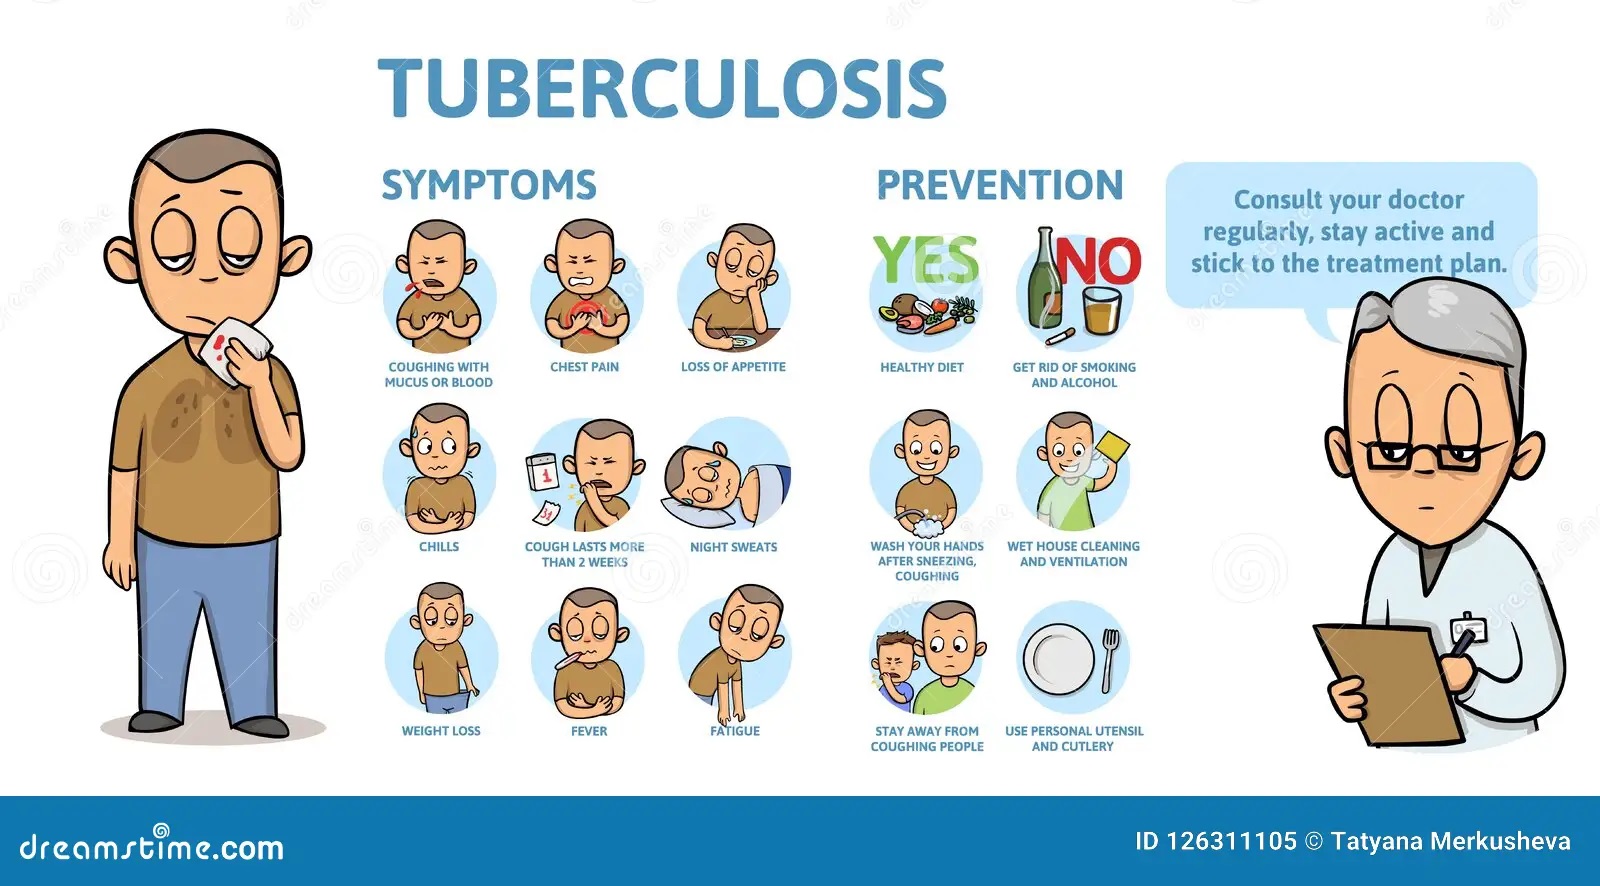 TUBERCULOSIS
SYMPTOMS
COUGHING WITH
MUCUS OR BLOOD
CHEST PAIN
LOSS OF APPETITE
CHILLS
1
31
COUGH LASTS MORE
THAN 2 WEEKS
NIGHT SWEATS
WEIGHT LOSS
FEVER
FATIGUE
PREVENTION
YES
HEALTHY DIET
NO
GET RID OF SMOKING
AND ALCOHOL
WASH YOUR HANDS
AFTER SNEEZING,
COUGHING
WET HOUSE CLEANING
AND VENTILATION
STAY AWAY FROM
COUGHING PEOPLE
USE PERSONAL UTENSIL
AND CUTLERY
Consult your doctor
regularly, stay active and
stick to the treatment plan.
dreamstime.com
ID 126311105 © Tatyana Merkusheva